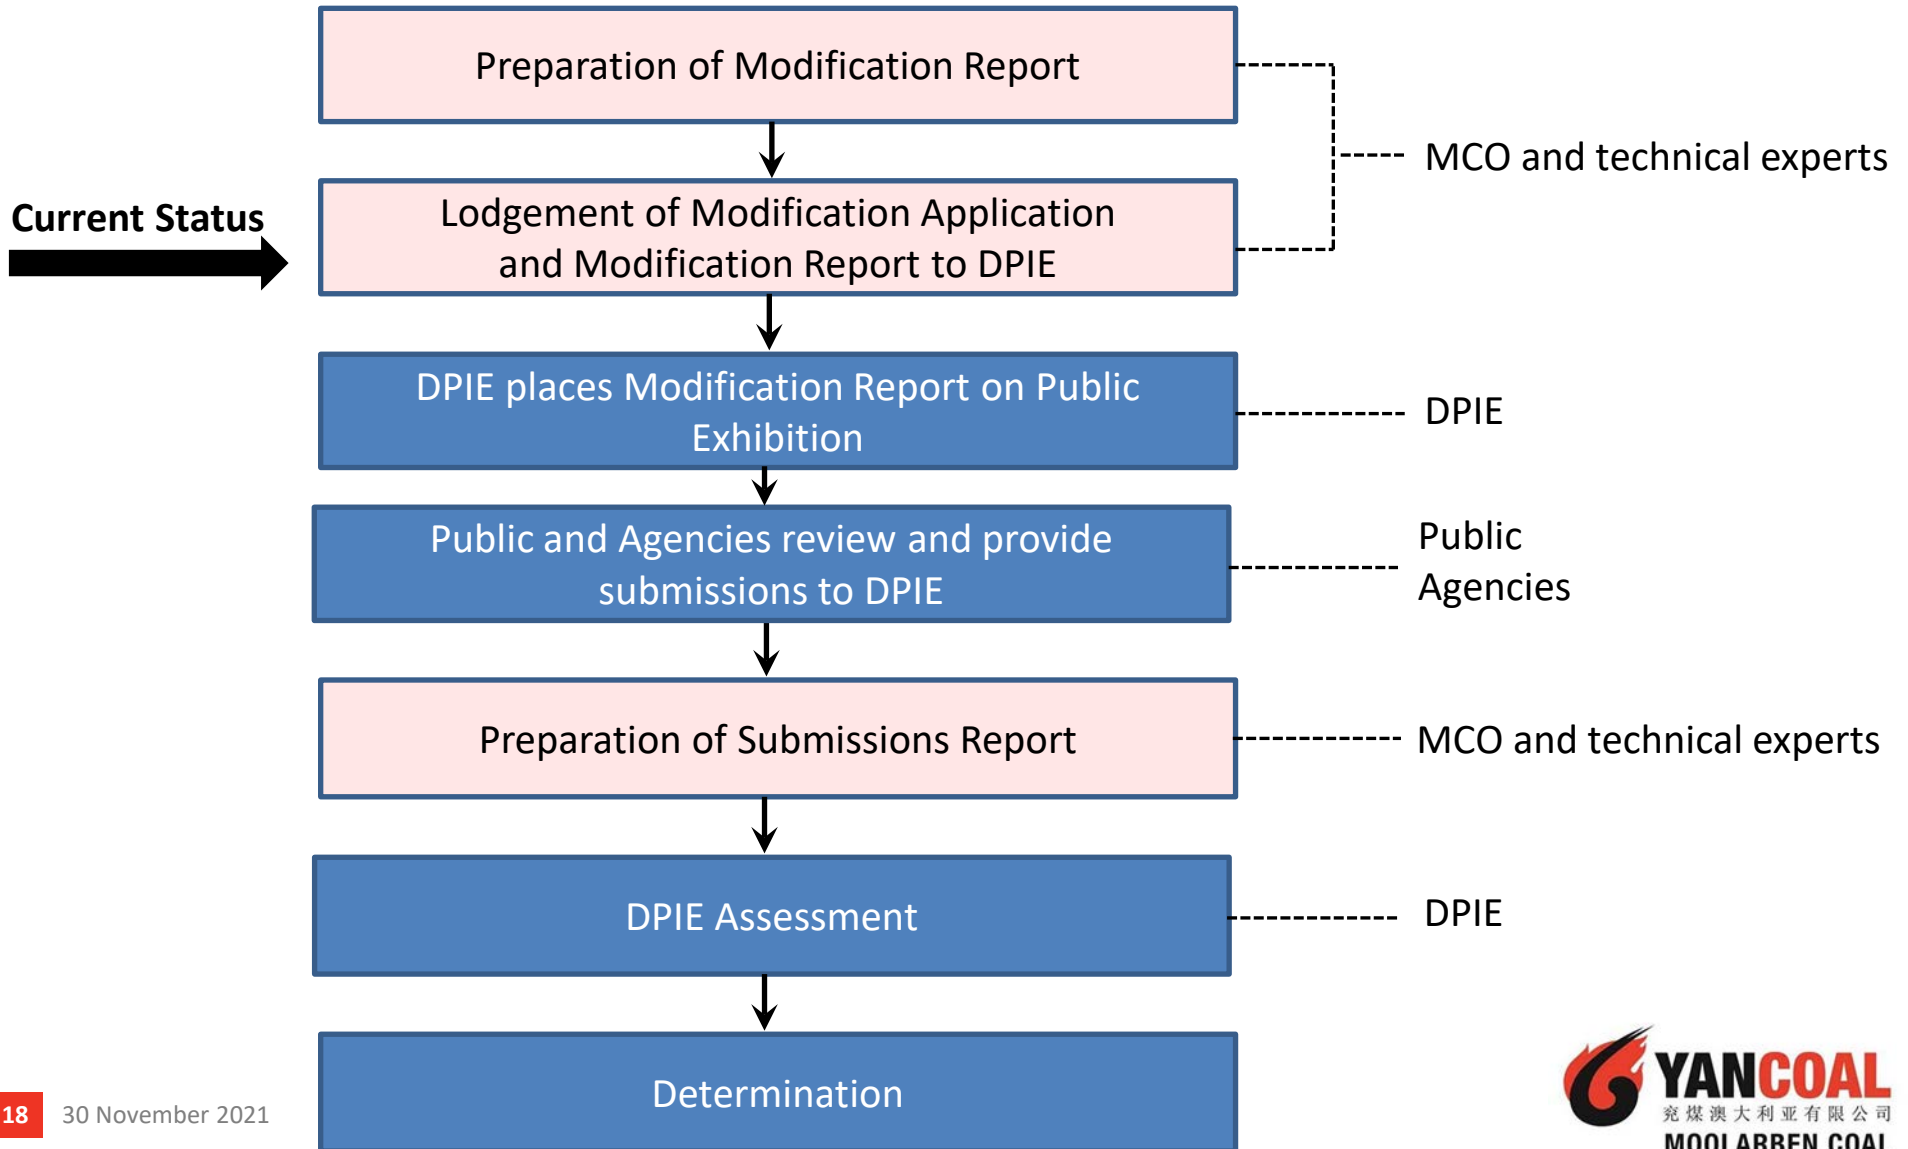 Preparation of Modification Report
MCO and technical experts
Current Status
Lodgement of Modification Application
and Modification Report to DPIE
DPIE places Modification Report on Public
Exhibition
DPIE
Public and Agencies review and provide
submissions to DPIE
Public
Agencies
Preparation of Submissions Report
MCO and technical experts
DPIE Assessment
DPIE
Determination
18 30 November 2021
YANCOAL
兖煤澳大利亚有限公司
MOOLARBEN COAL